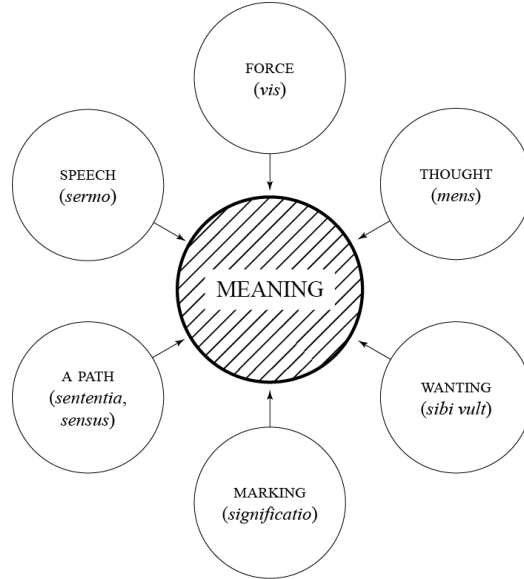 FORCE
(vis)
SPEECH
(sermo)
THOUGHT
(mens)
MEANING
A PATH
(sententia,
sensus)
WANTING
(sibi vult)
MARKING
(significatio)